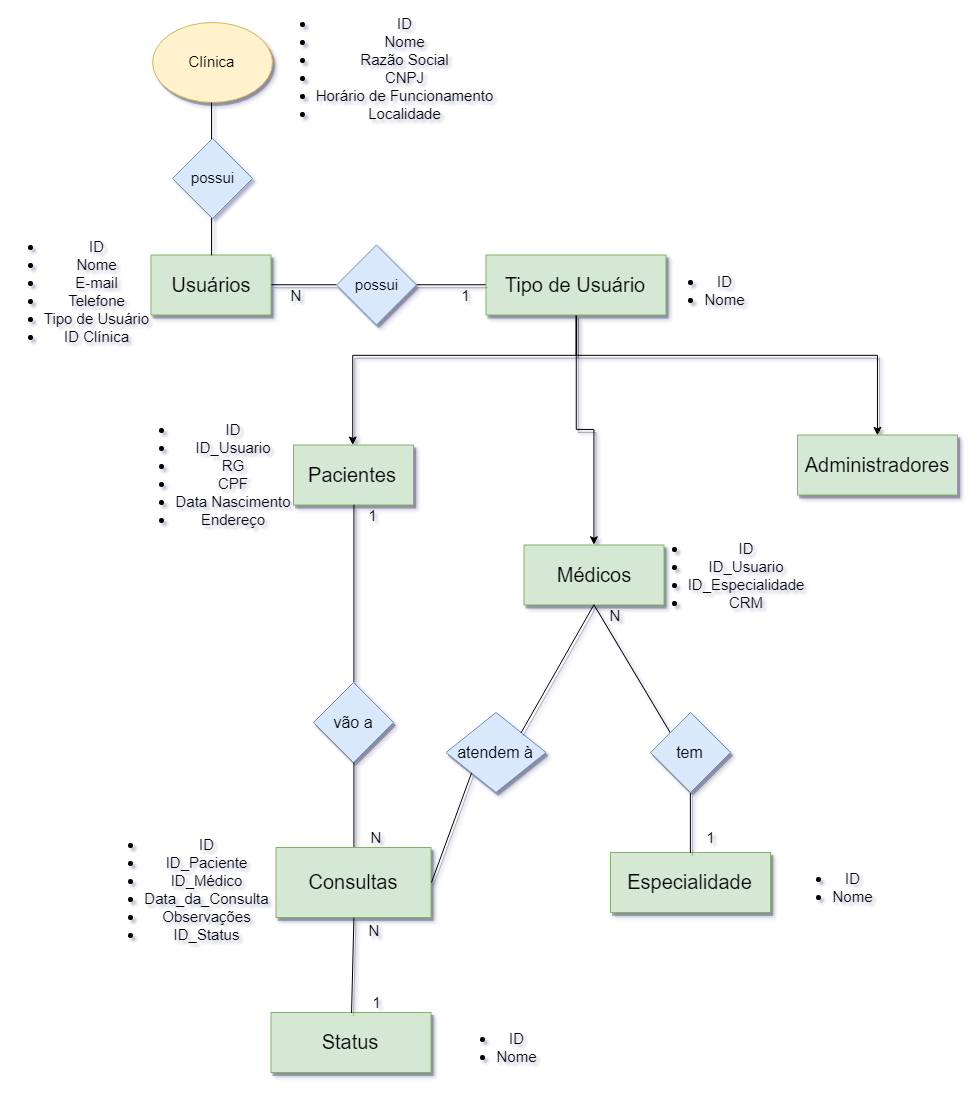 Clínica
ID
Nome
Razão Social
CNPJ
Horário de Funcionamento
Localidade
possui
ID
Nome
E-mail
Telefone
Tipo de Usuário
ID Clínica
Usuários
N
possui
1
Tipo de Usuário
ID
Nome
ID
ID_Usuario
RG
CPF
Data Nascimento
Endereço
Pacientes
1
Administradores
Médicos
N
ID
ID_Usuario
ID_Especialidade
CRM
vão a
atendem à
tem
N
1
ID
ID_Paciente
ID_Médico
Data_da_Consulta
Observações
ID_Status
Consultas
N
Especialidade
ID
Nome
1
Status
ID
Nome